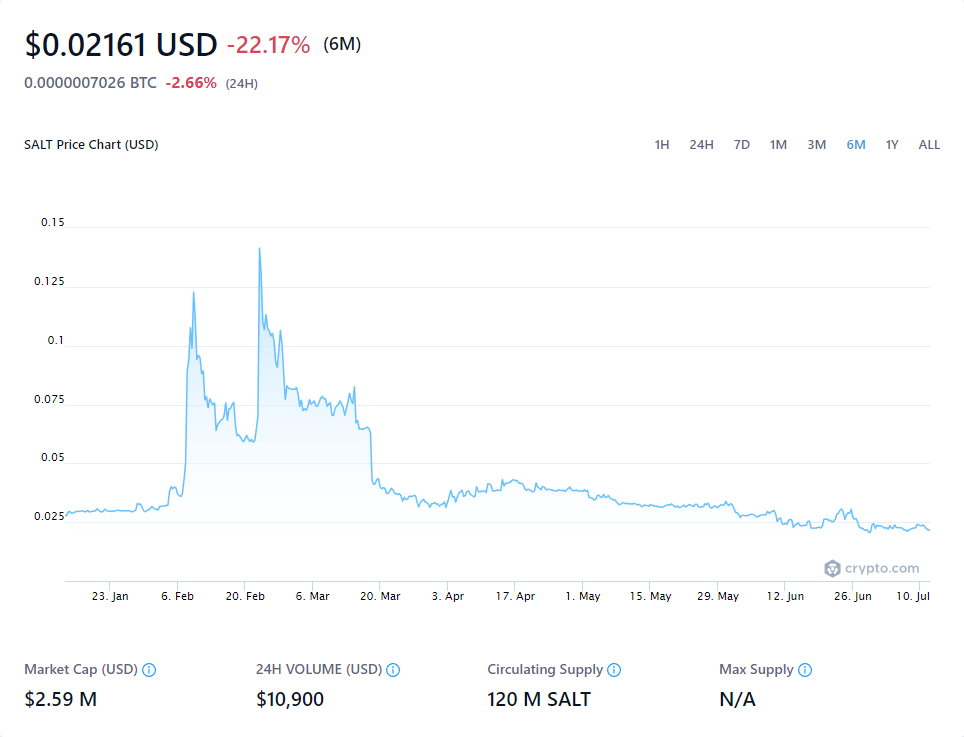 $0.02161 USD -22.17% (6M)
0.0000007026 BTC -2.66% (24H)
SALT Price Chart (USD)
1H 24H 7D 1M 3M 6M 1Y ALL
0.15
0.125
0.1
0.075
0.05
0.025
crypto.com
23. Jan 6. Feb 20. Feb 6. Mar 20. Mar 3. Apr 17. Apr 1. May 15. May 29. May 12. Jun 26. Jun 10. Jul
Market Cap (USD) 24H VOLUME (USD) Circulating Supply Max Supply
$2.59 M $10,900 120 M SALT N/A